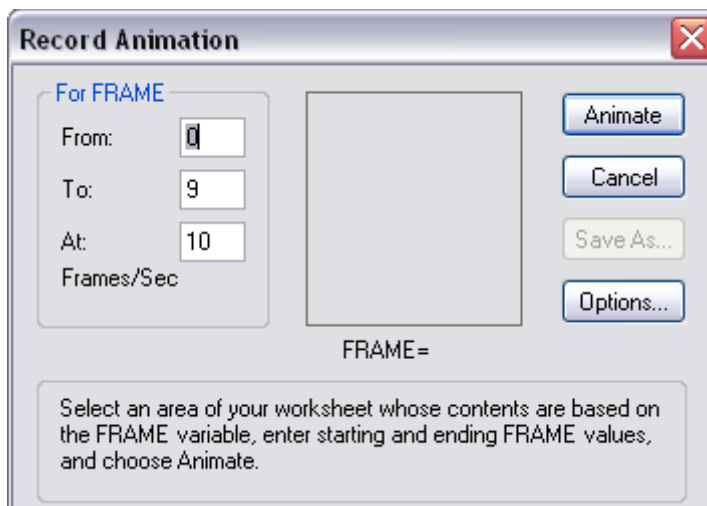 Record Animation
For FRAME
From: 0
To: 9
At: 10
Frames/Sec
Animate
Cancel
Save As...
Options...
FRAME=
Select an area of your worksheet whose contents are based on
the FRAME variable, enter starting and ending FRAME values,
and choose Animate.